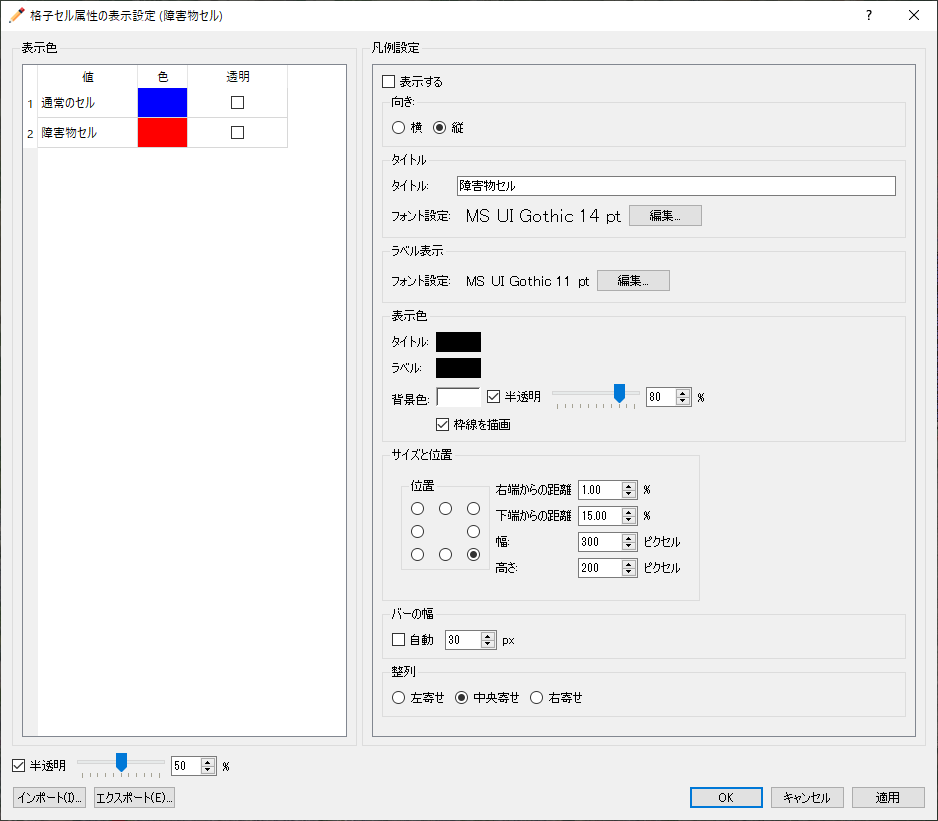 格子セル属性の表示設定 (障害物セル)
?
表示色
値 色 透明
1 通常のセル
2 障害物セル
半透明 50 %
インポート(I)... エクスポート(E)...
凡例設定
表示する
向き:
横 縦
タイトル
タイトル: 障害物セル
フォント設定: MS UI Gothic 14 pt 編集...
ラベル表示
フォント設定: MS UI Gothic 11 pt 編集...
表示色
タイトル:
ラベル:
背景色: 半透明 80 %
枠線を描画
サイズと位置
位置
右端からの距離 1.00 %
下端からの距離 15.00 %
幅: 300 ピクセル
高さ: 200 ピクセル
バーの幅
自動 30 px
整列
左寄せ 中央寄せ 右寄せ
OK キャンセル 適用